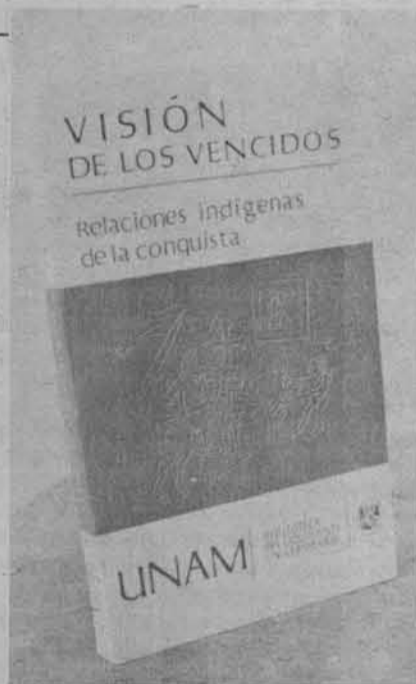 VISIÓN
DE LOS VENCIDOS
Relaciones indígenas
de la conquista
UNAM